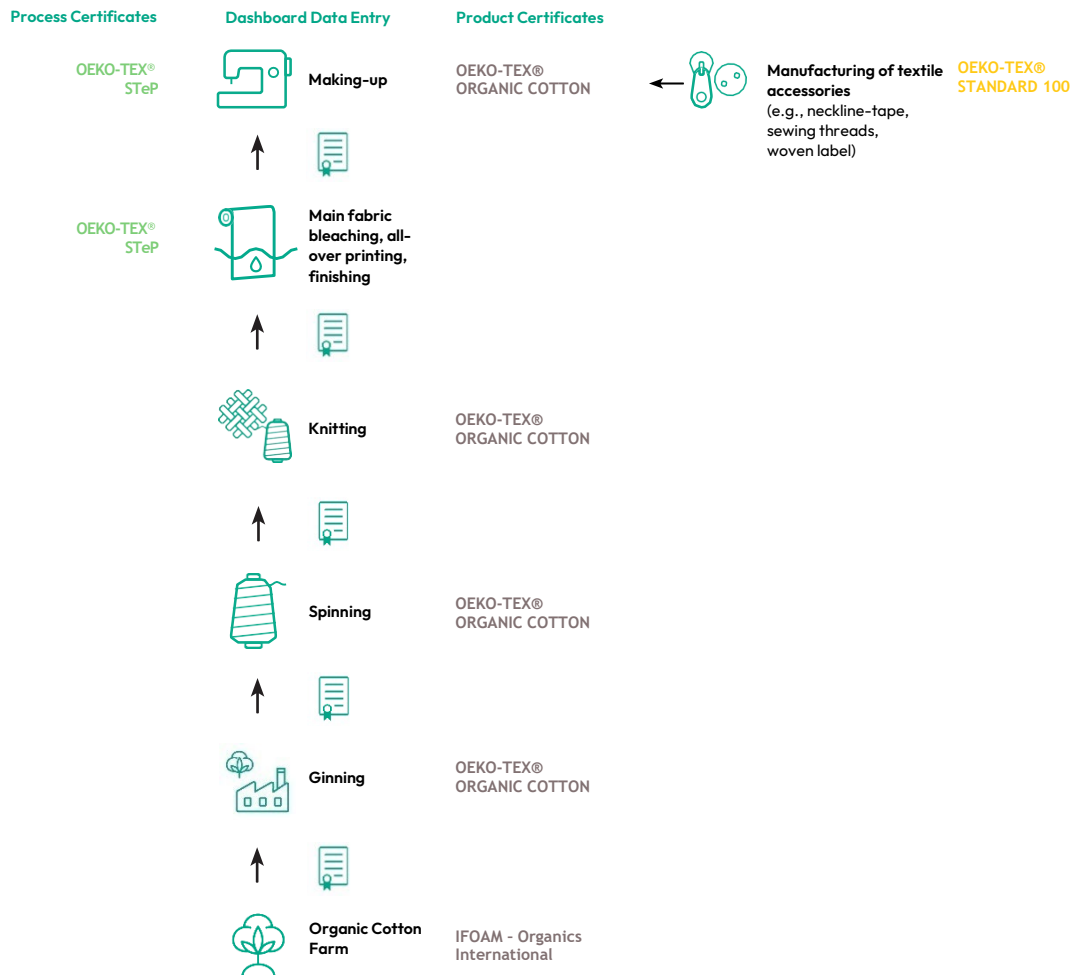 Process Certificates
Dashboard Data Entry
Product Certificates
OEKO-TEX®
STeP
Making-up
OEKO-TEX®
ORGANIC COTTON
Manufacturing of textile
accessories
(e.g., neckline-tape,
sewing threads,
woven label)
OEKO-TEX®
STANDARD 100
OEKO-TEX®
STeP
Main fabric
bleaching, all-
over printing,
finishing
Knitting
OEKO-TEX®
ORGANIC COTTON
Spinning
OEKO-TEX®
ORGANIC COTTON
Ginning
OEKO-TEX®
ORGANIC COTTON
Organic Cotton
Farm
IFOAM - Organics
International